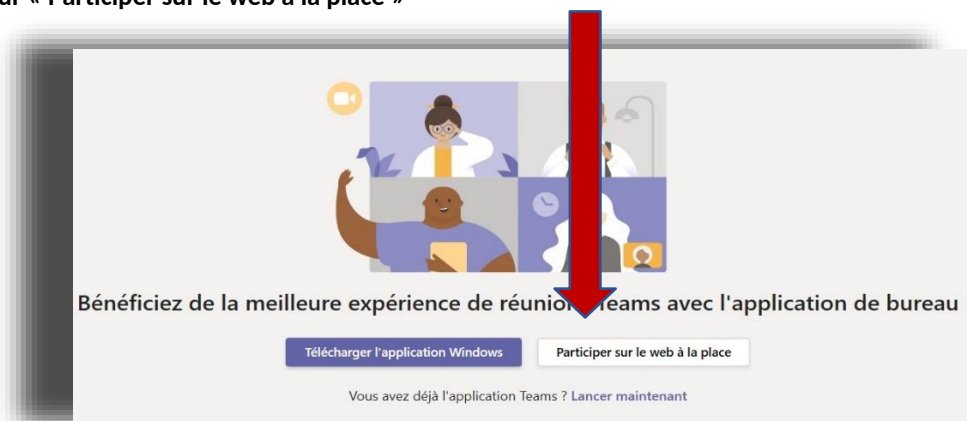 ur « Participer sur le web à la place »
Bénéficiez de la meilleure expérience de réunion Teams avec l'application de bureau
Télécharger l'application Windows
Participer sur le web à la place
Vous avez déjà l'application Teams ? Lancer maintenant